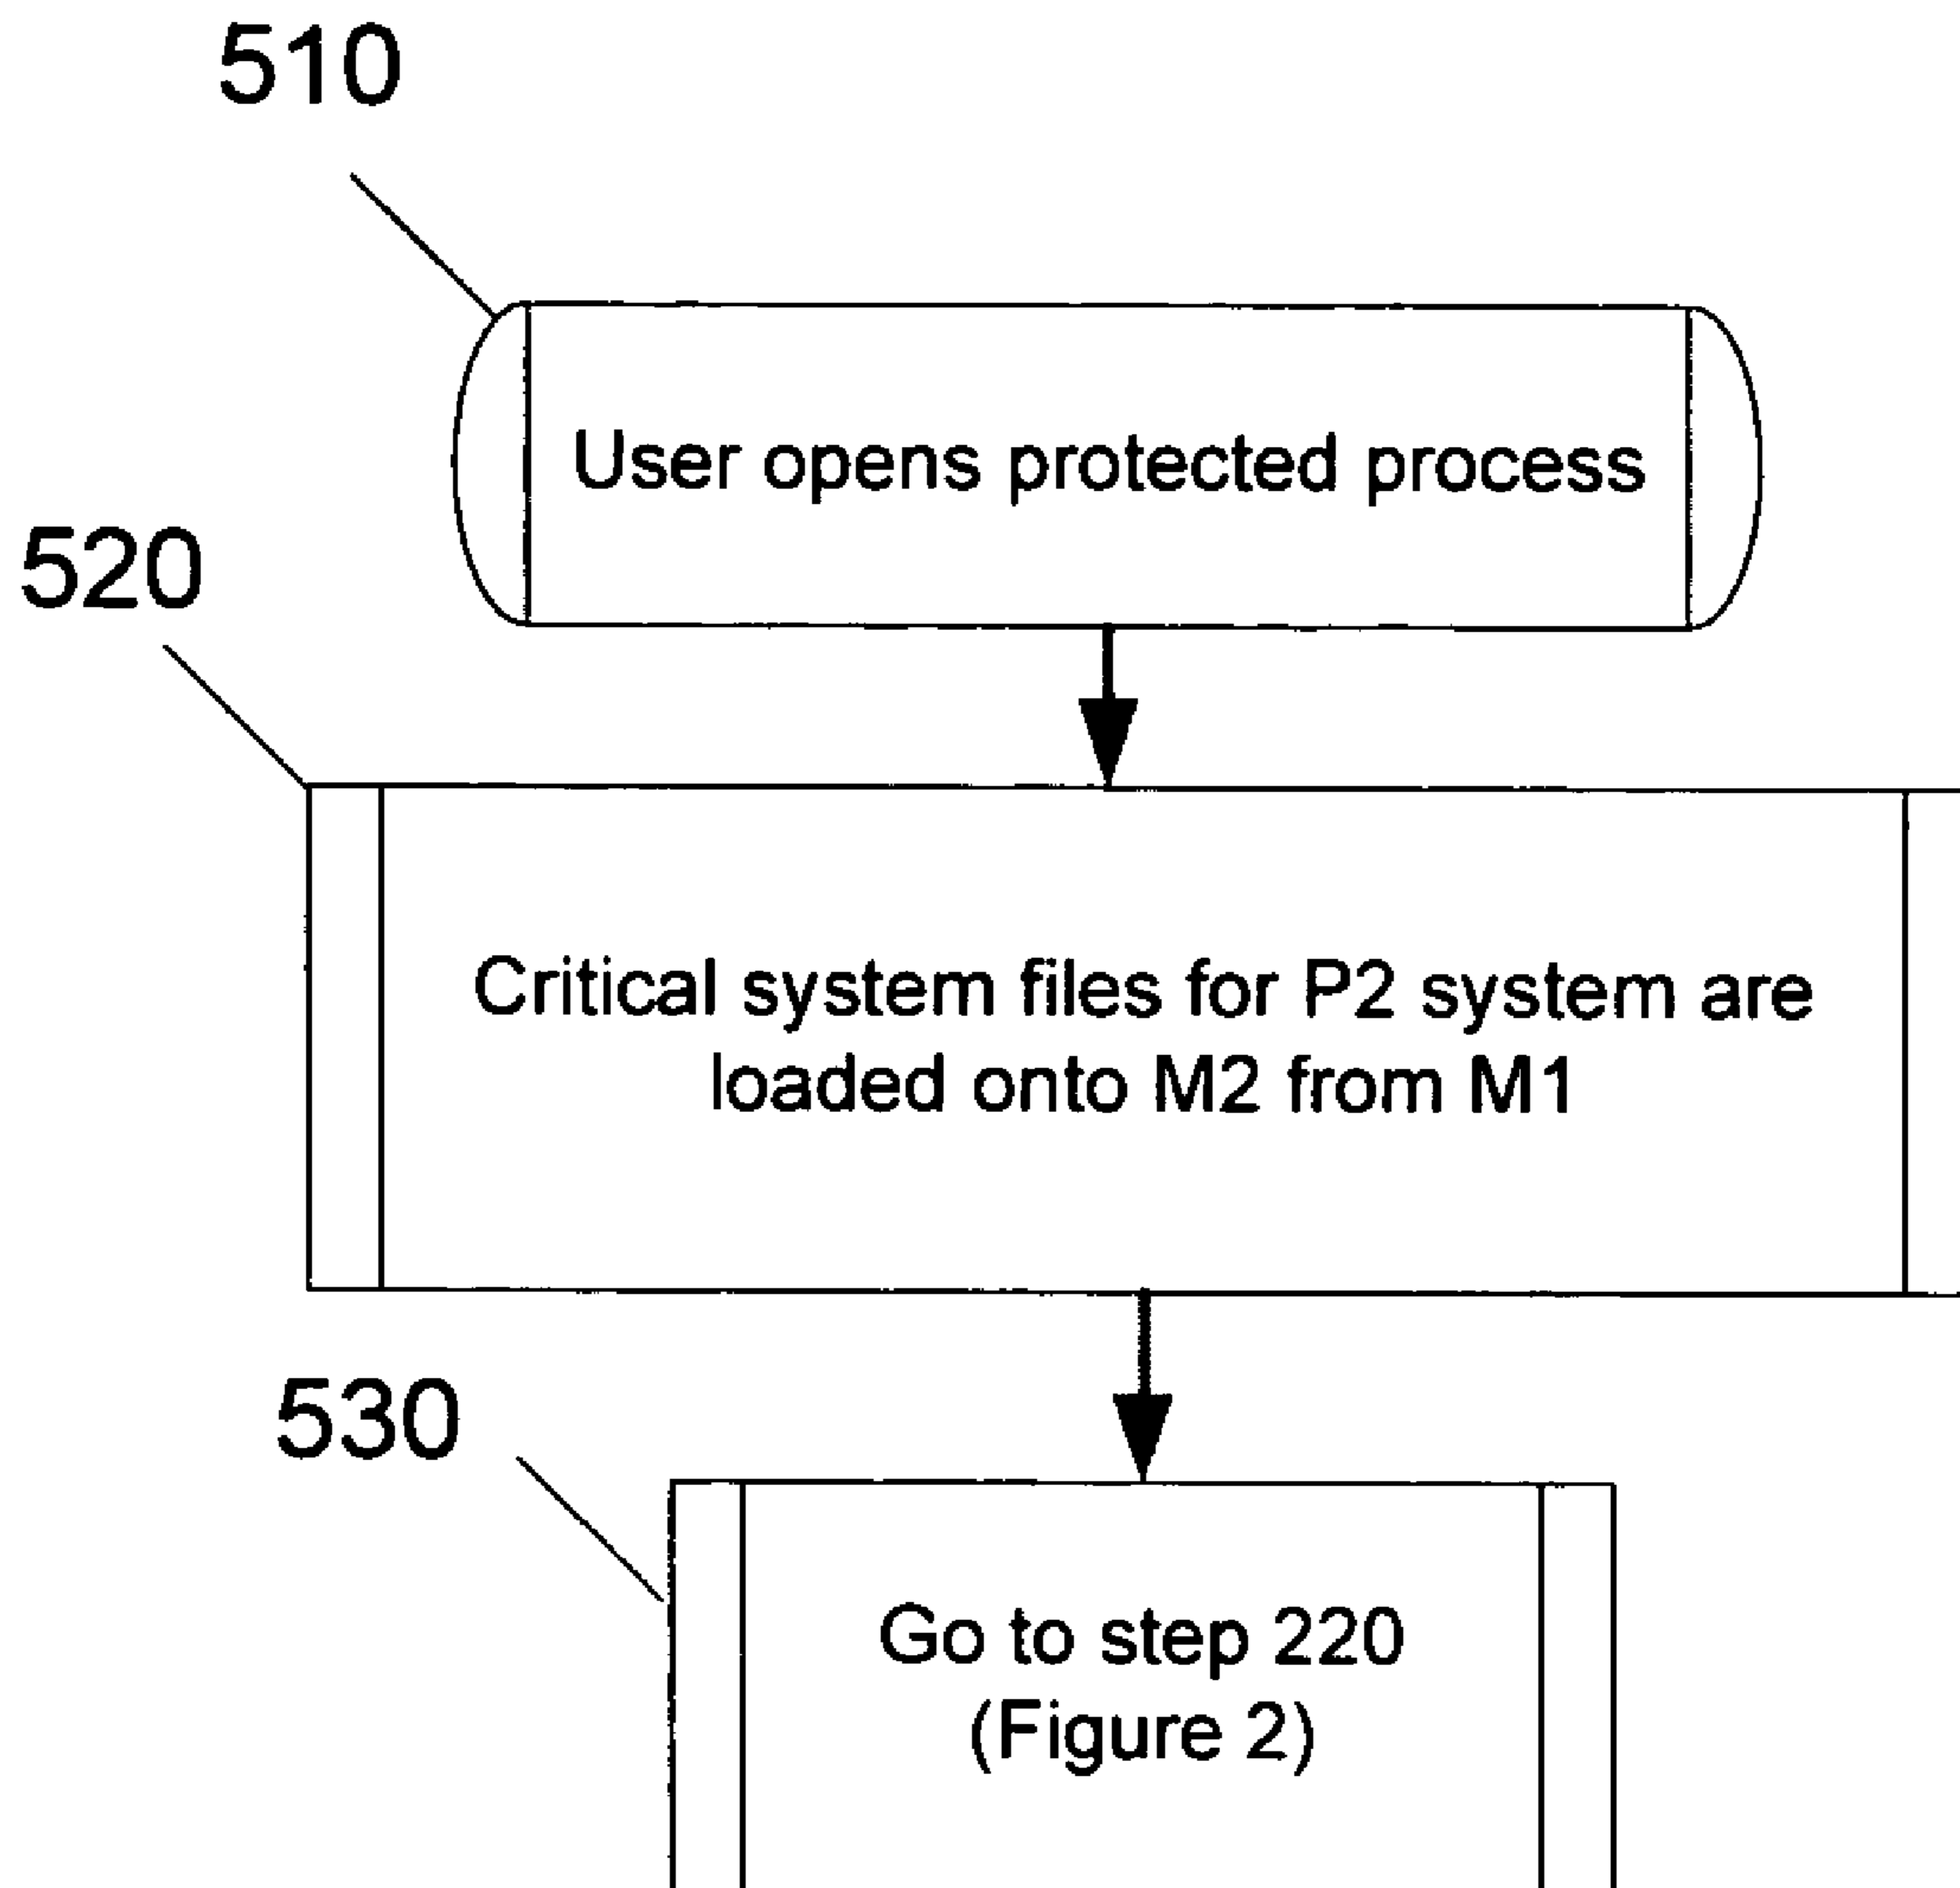 510
User opens protected process
520
Critical system files for P2 system are
loaded onto M2 from M1
530
Go to step 220
(Figure 2)